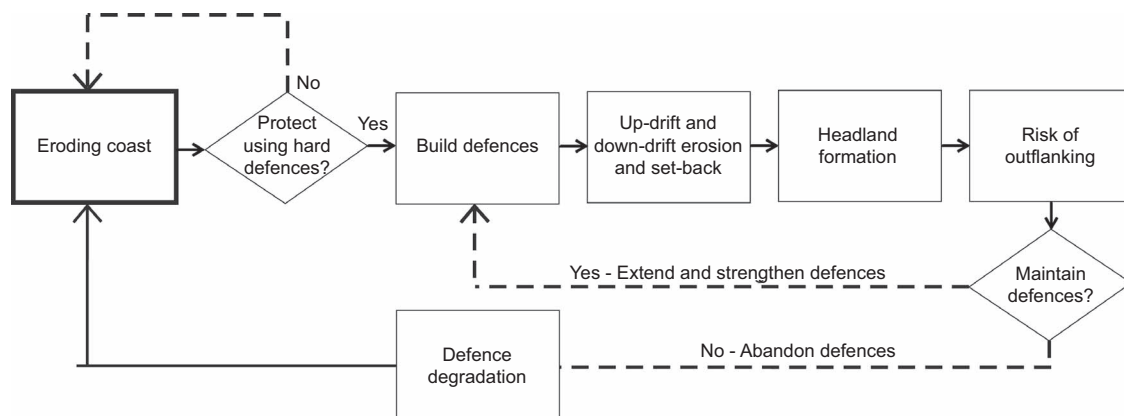 No
Eroding coast
Protect
using hard
defences?
Yes
Build defences
Up-drift and
down-drift erosion
and set-back
Headland
formation
Risk of
outflanking
Yes - Extend and strengthen defences
Maintain
defences?
No - Abandon defences
Defence
degradation